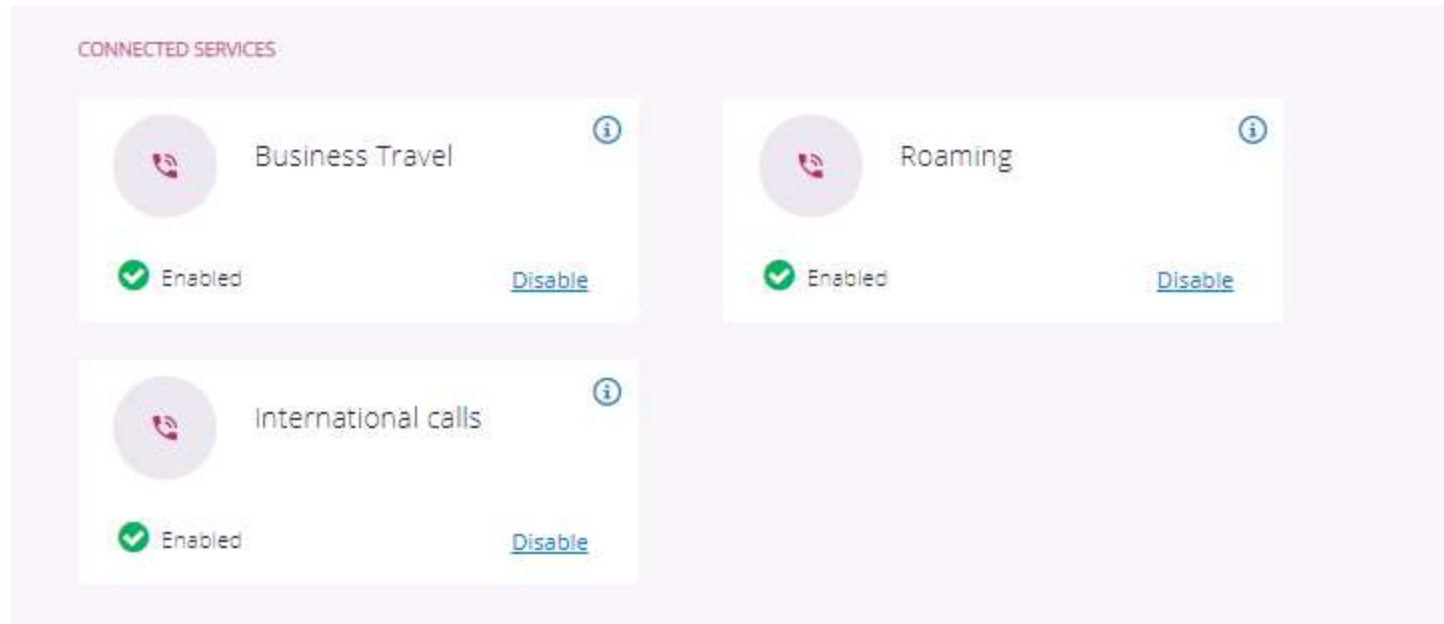 CONNECTED SERVICES
Business Travel
Enabled
Disable
Roaming
Enabled
Disable
International calls
Enabled
Disable